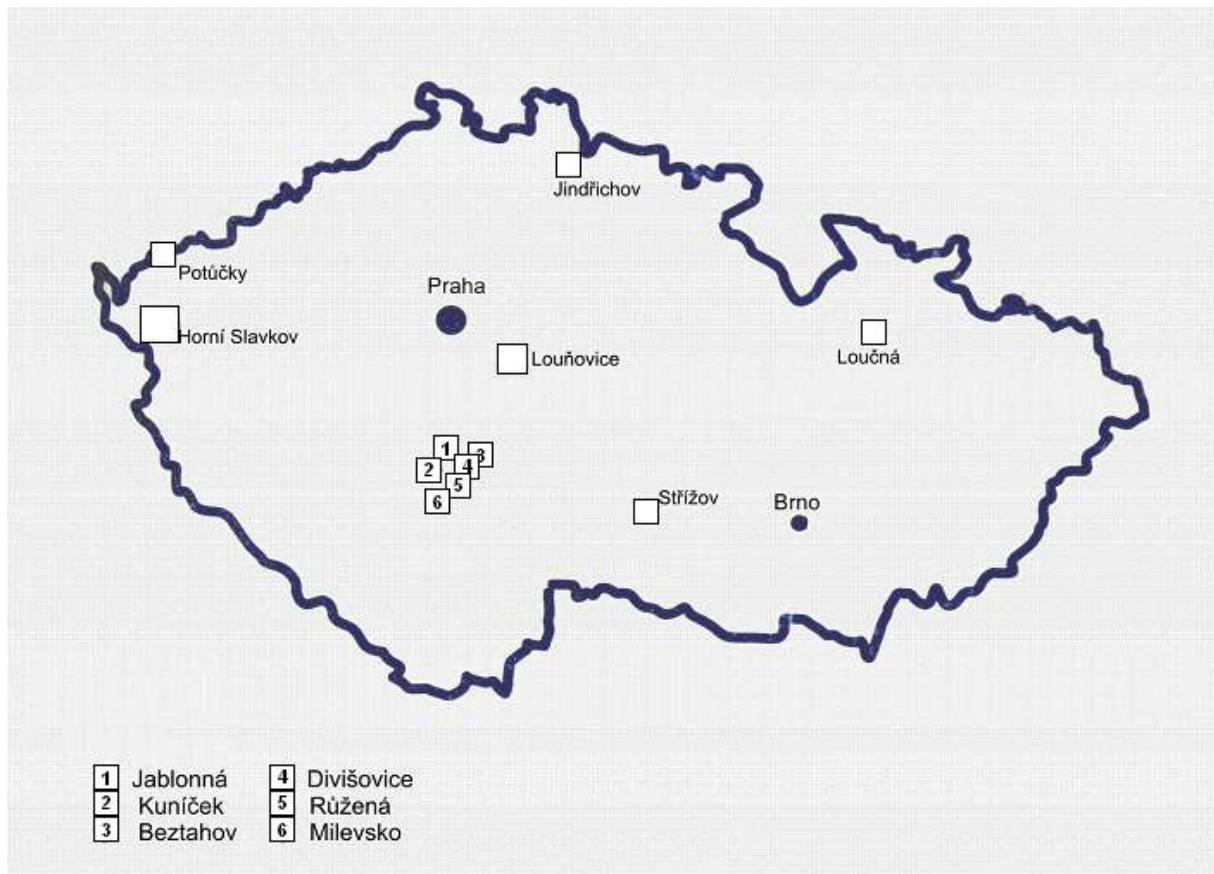 Jindřichov
Potůčky
Praha
Horní Slavkov
Louňovice
Loučná
1
3
2
4
5
6
Střížov
Brno
1 Jablonná
4 Divišovice
2 Kuníček
5 Růžená
3 Beztahov
6 Milevsko